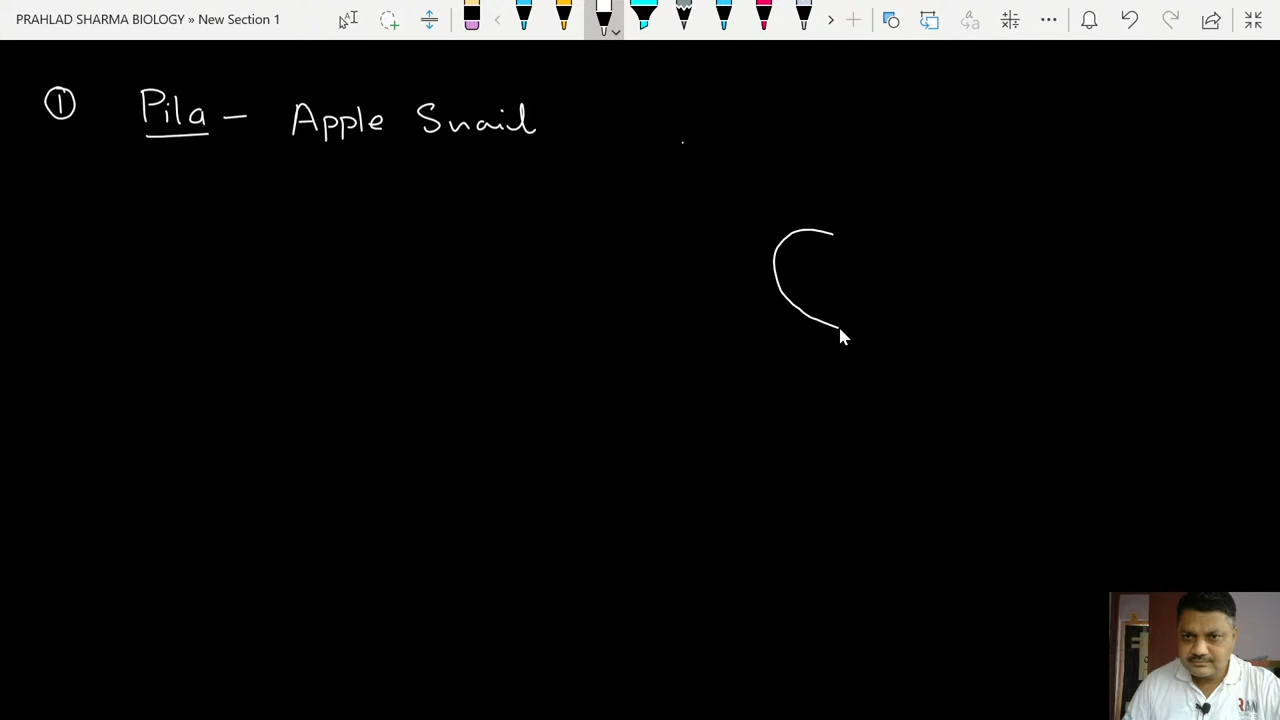 PRAHLAD SHARMA BIOLOGY » New Section 1
① Pila - Apple Snail